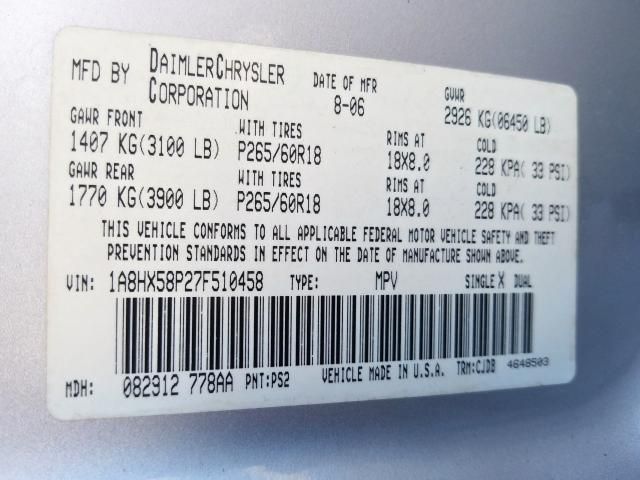 MFD BY DAIMLERCHRYSLER CORPORATION
DATE OF MFR 8-06
GVWR 2926 KG(06450 LB)
GAWR FRONT WITH TIRES RIMS AT COLD
1407 KG(3100 LB) P265/60R18 18X8.0 228 KPA( 33 PSI)
GAWR REAR WITH TIRES RIMS AT COLD
1770 KG(3900 LB) P265/60R18 18X8.0 228 KPA( 33 PSI)
THIS VEHICLE CONFORMS TO ALL APPLICABLE FEDERAL MOTOR VEHICLE SAFETY AND THEFT
PREVENTION STANDARDS IN EFFECT ON THE DATE OF MANUFACTURE SHOWN ABOVE.
VIN: 1A8HX58P27F510458 TYPE: MPV SINGLE X DUAL
MDH: 082912 778AA PNT:PS2 VEHICLE MADE IN U.S.A. TRM:CJDB 4648503